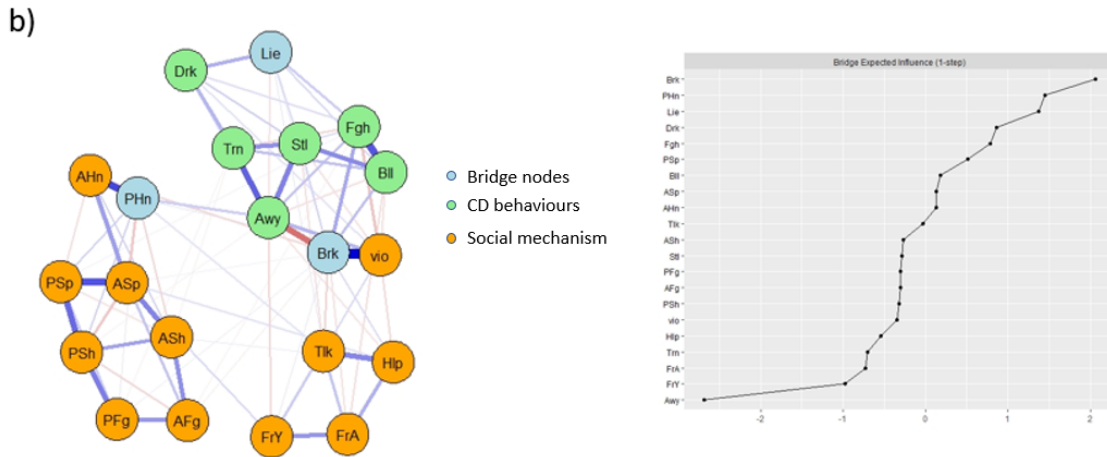 b)
Lie
Drk
Fgh
Trn
Stl
Bll
AHn
PHn
Awy
Brk
vio
PSp
ASp
PSh
ASh
Tlk
Hlp
PFg
AFg
FrY
FrA
Bridge nodes
CD behaviours
Social mechanism
Bridge Expected Influence (1-step)
Brk
PHn
Lie
Drk
Fgh
PSp
Bll
ASp
AHn
Tlk
ASh
Stl
PFg
AFg
PSh
vio
Hlp
Trn
FrA
FrY
Awy
-2 -1 0 1 2